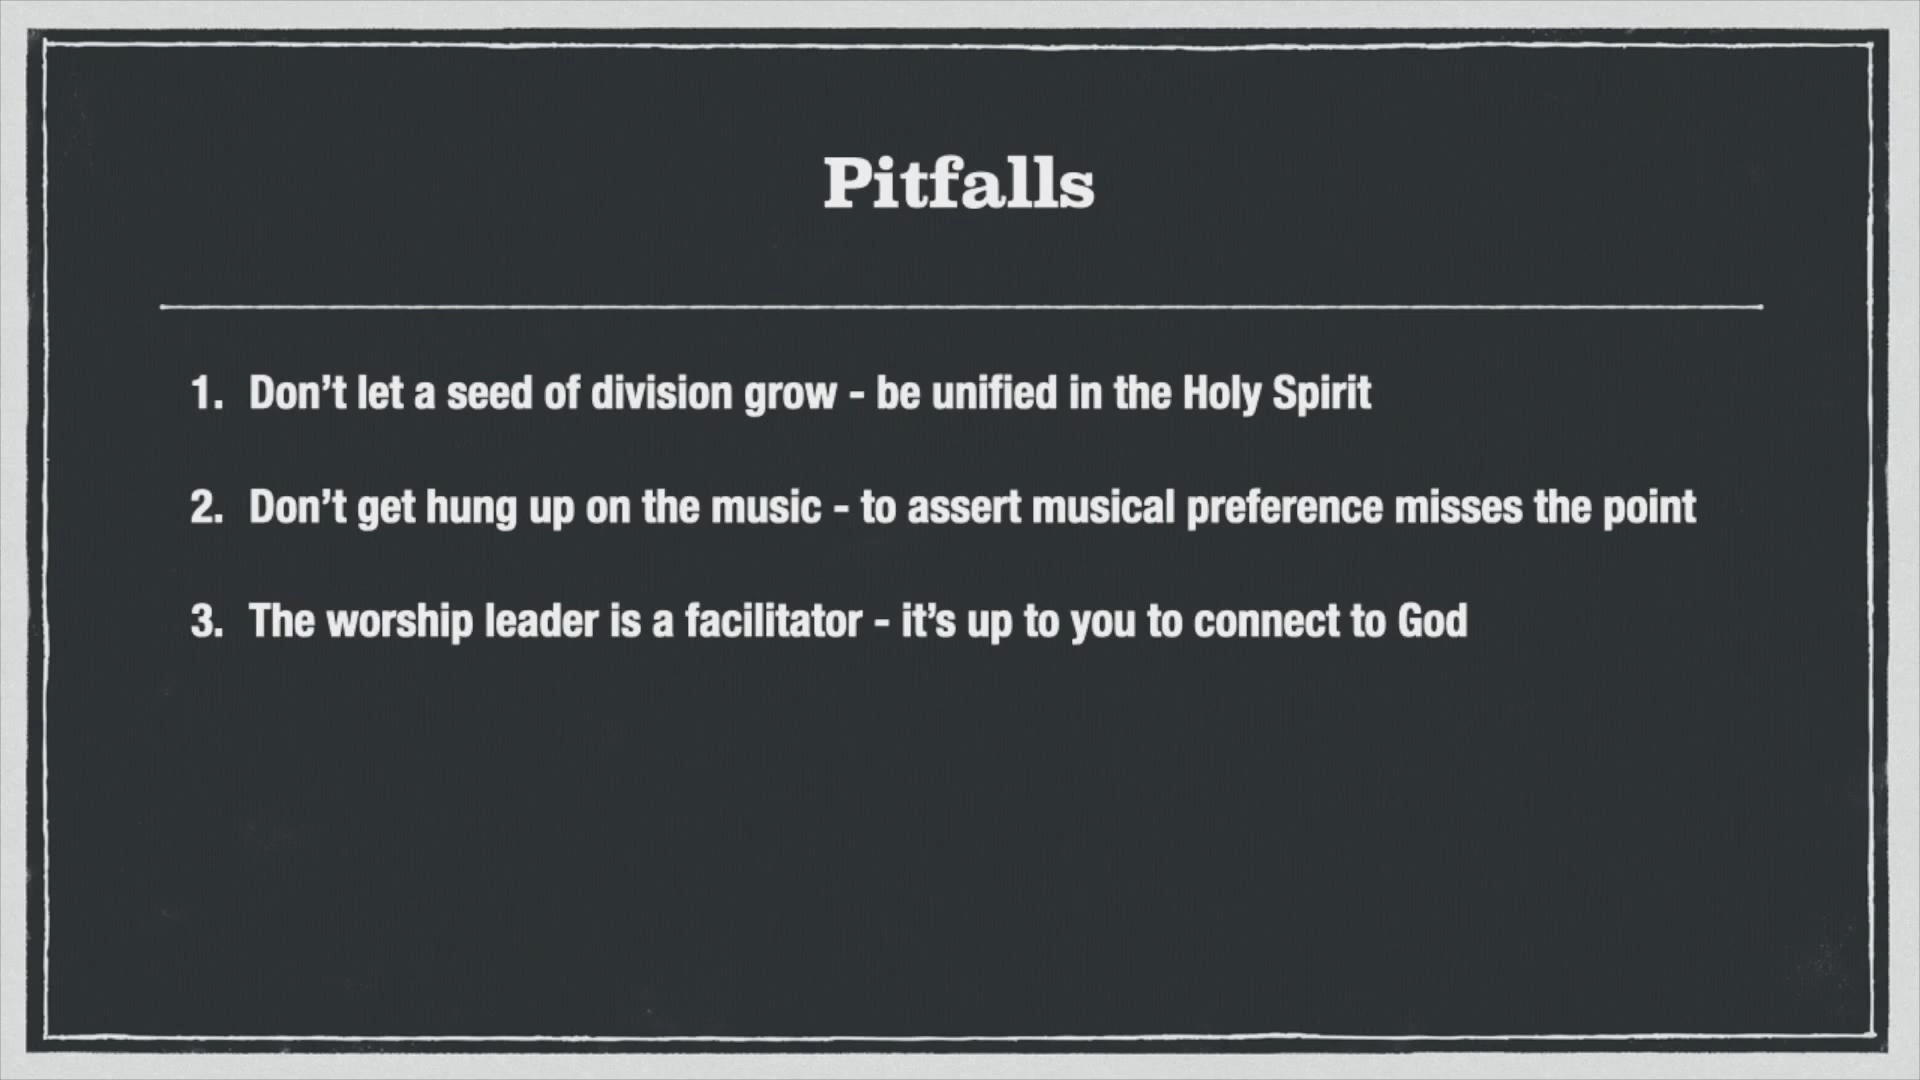 Pitfalls
1. Don’t let a seed of division grow - be unified in the Holy Spirit
2. Don’t get hung up on the music - to assert musical preference misses the point
3. The worship leader is a facilitator - it’s up to you to connect to God